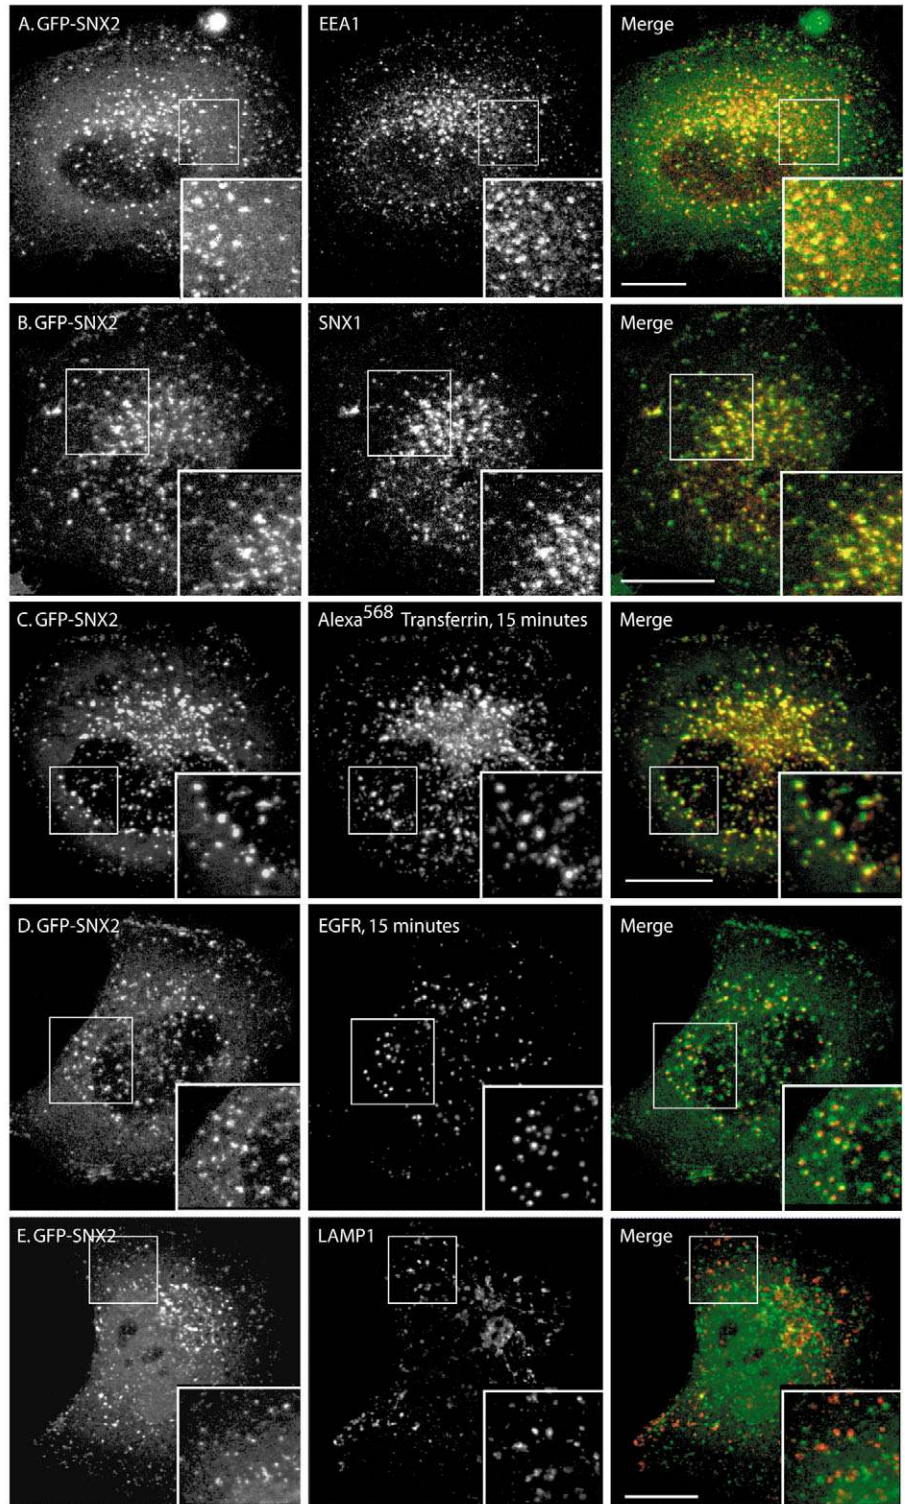 A. GFP-SNX2 EEA1 Merge
B. GFP-SNX2 SNX1 Merge
C. GFP-SNX2 Alexa568 Transferrin, 15 minutes Merge
D. GFP-SNX2 EGFR, 15 minutes Merge
E. GFP-SNX2 LAMP1 Merge